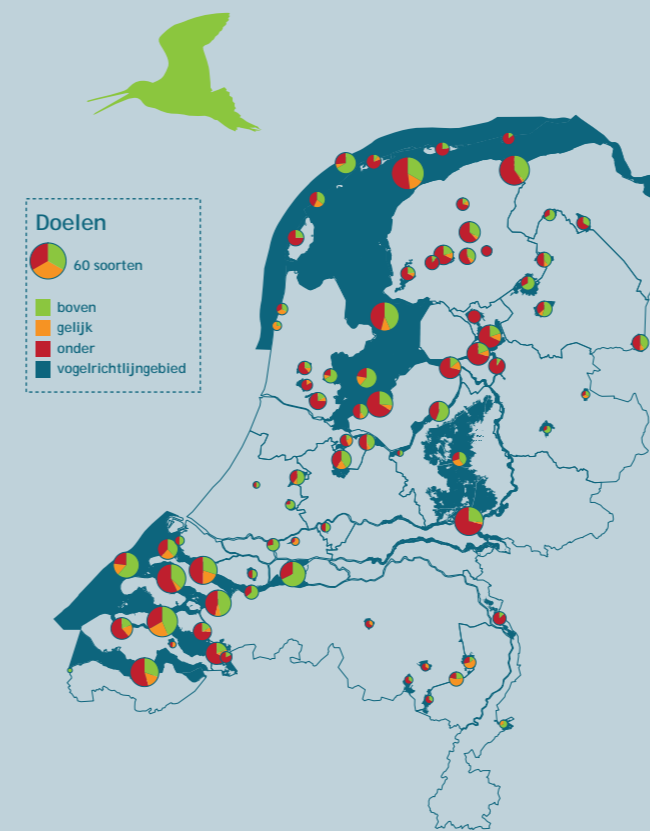 Doelen
60 soorten
boven
gelijk
onder
vogelrichtlijngebied